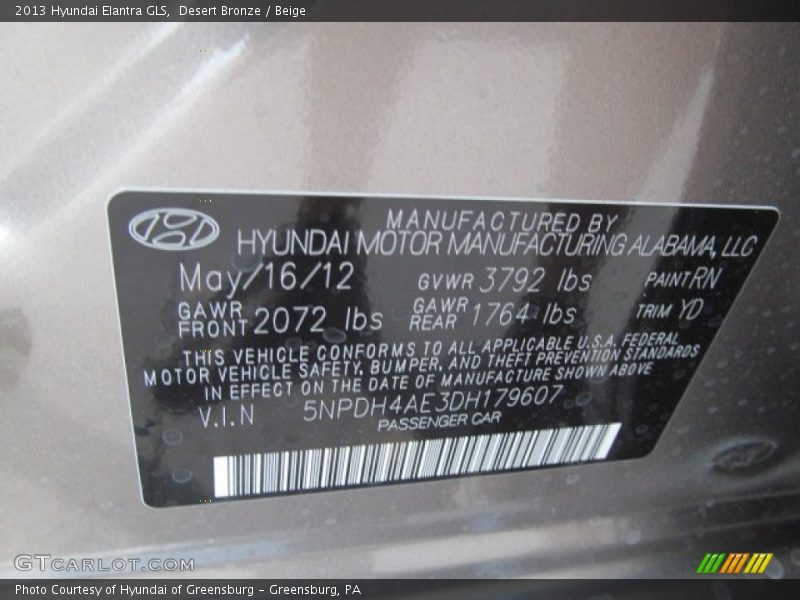 2013 Hyundai Elantra GLS, Desert Bronze / Beige
MANUFACTURED BY
HYUNDAI MOTOR MANUFACTURING ALABAMA, LLC
May/16/12 GVWR 3792 lbs PAINT RN
GAWR FRONT 2072 lbs GAWR REAR 1764 lbs TRIM YD
THIS VEHICLE CONFORMS TO ALL APPLICABLE U.S.A. FEDERAL
MOTOR VEHICLE SAFETY, BUMPER, AND THEFT PREVENTION STANDARDS
IN EFFECT ON THE DATE OF MANUFACTURE SHOWN ABOVE
V.I.N 5NPDH4AE3DH179607
PASSENGER CAR
GTCARLOT.COM
Photo Courtesy of Hyundai of Greensburg - Greensburg, PA